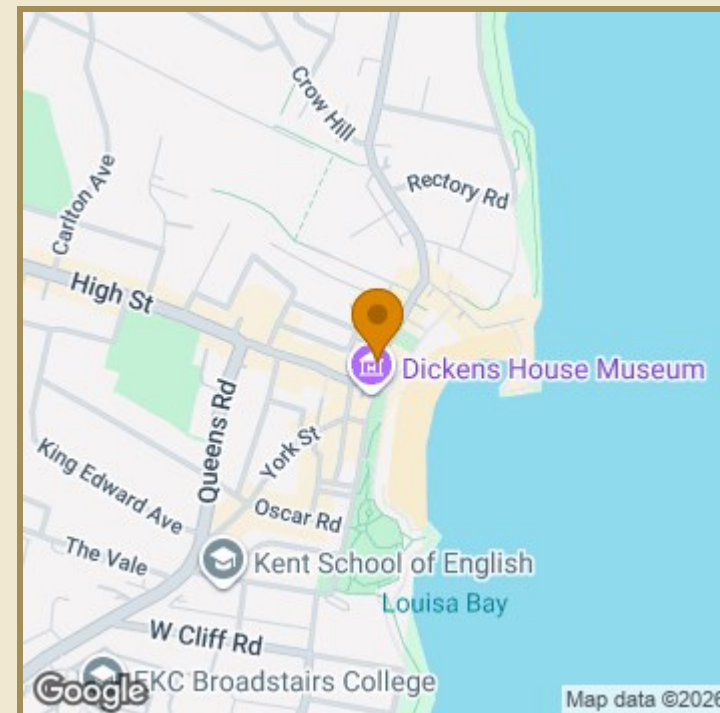 Crow Hill
Rectory Rd
Carlton Ave
High St
Dickens House Museum
Queens Rd
York St
King Edward Ave
Oscar Rd
The Vale
Kent School of English
Louisa Bay
W Cliff Rd
EKC Broadstairs College
Google
Map data ©2026